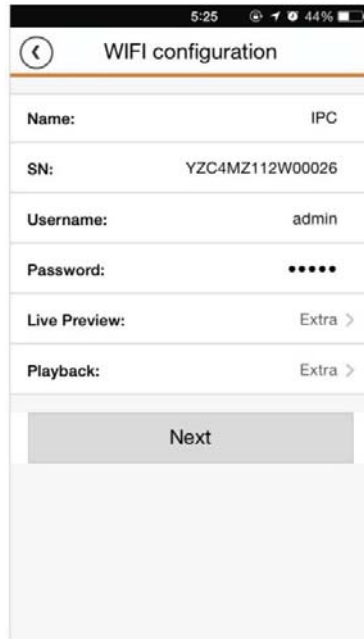 5:25 44%
WIFI configuration
Name: IPC
SN: YZC4MZ112W00026
Username: admin
Password: •••••
Live Preview: Extra
Playback: Extra
Next